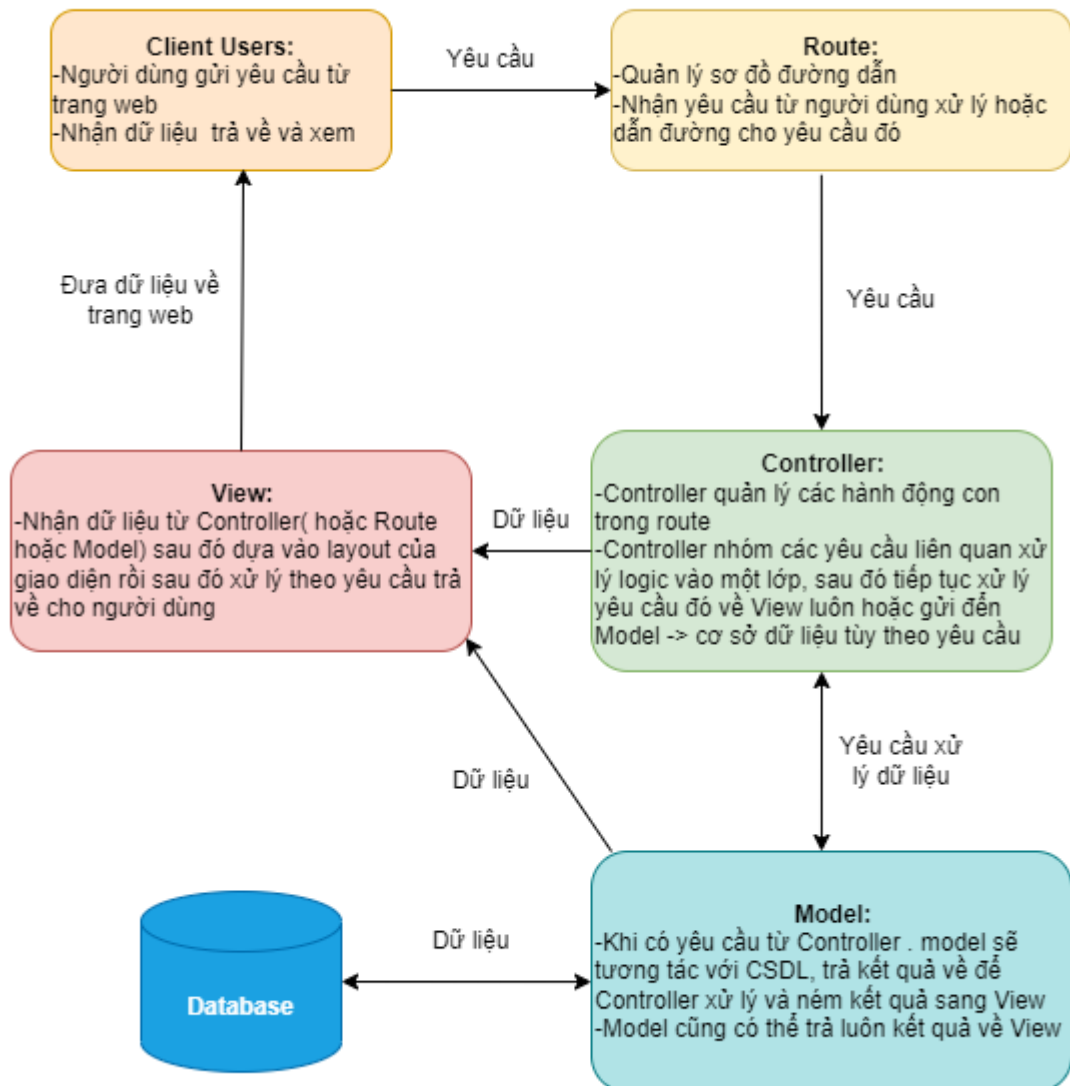 Client Users:
-Người dùng gửi yêu cầu từ
trang web
-Nhận dữ liệu trả về và xem
Yêu cầu
Route:
-Quản lý sơ đồ đường dẫn
-Nhận yêu cầu từ người dùng xử lý hoặc
dẫn đường cho yêu cầu đó
Đưa dữ liệu về
trang web
Yêu cầu
View:
-Nhận dữ liệu từ Controller( hoặc Route
hoặc Model) sau đó dựa vào layout của
giao diện rồi sau đó xử lý theo yêu cầu trả
về cho người dùng
Dữ liệu
Controller:
-Controller quản lý các hành động con
trong route
-Controller nhóm các yêu cầu liên quan xử
lý logic vào một lớp, sau đó tiếp tục xử lý
yêu cầu đó về View luôn hoặc gửi đến
Model -> cơ sở dữ liệu tùy theo yêu cầu
Yêu cầu xử
lý dữ liệu
Dữ liệu
Database
Dữ liệu
Model:
-Khi có yêu cầu từ Controller . model sẽ
tương tác với CSDL, trả kết quả về để
Controller xử lý và ném kết quả sang View
-Model cũng có thể trả luôn kết quả về View